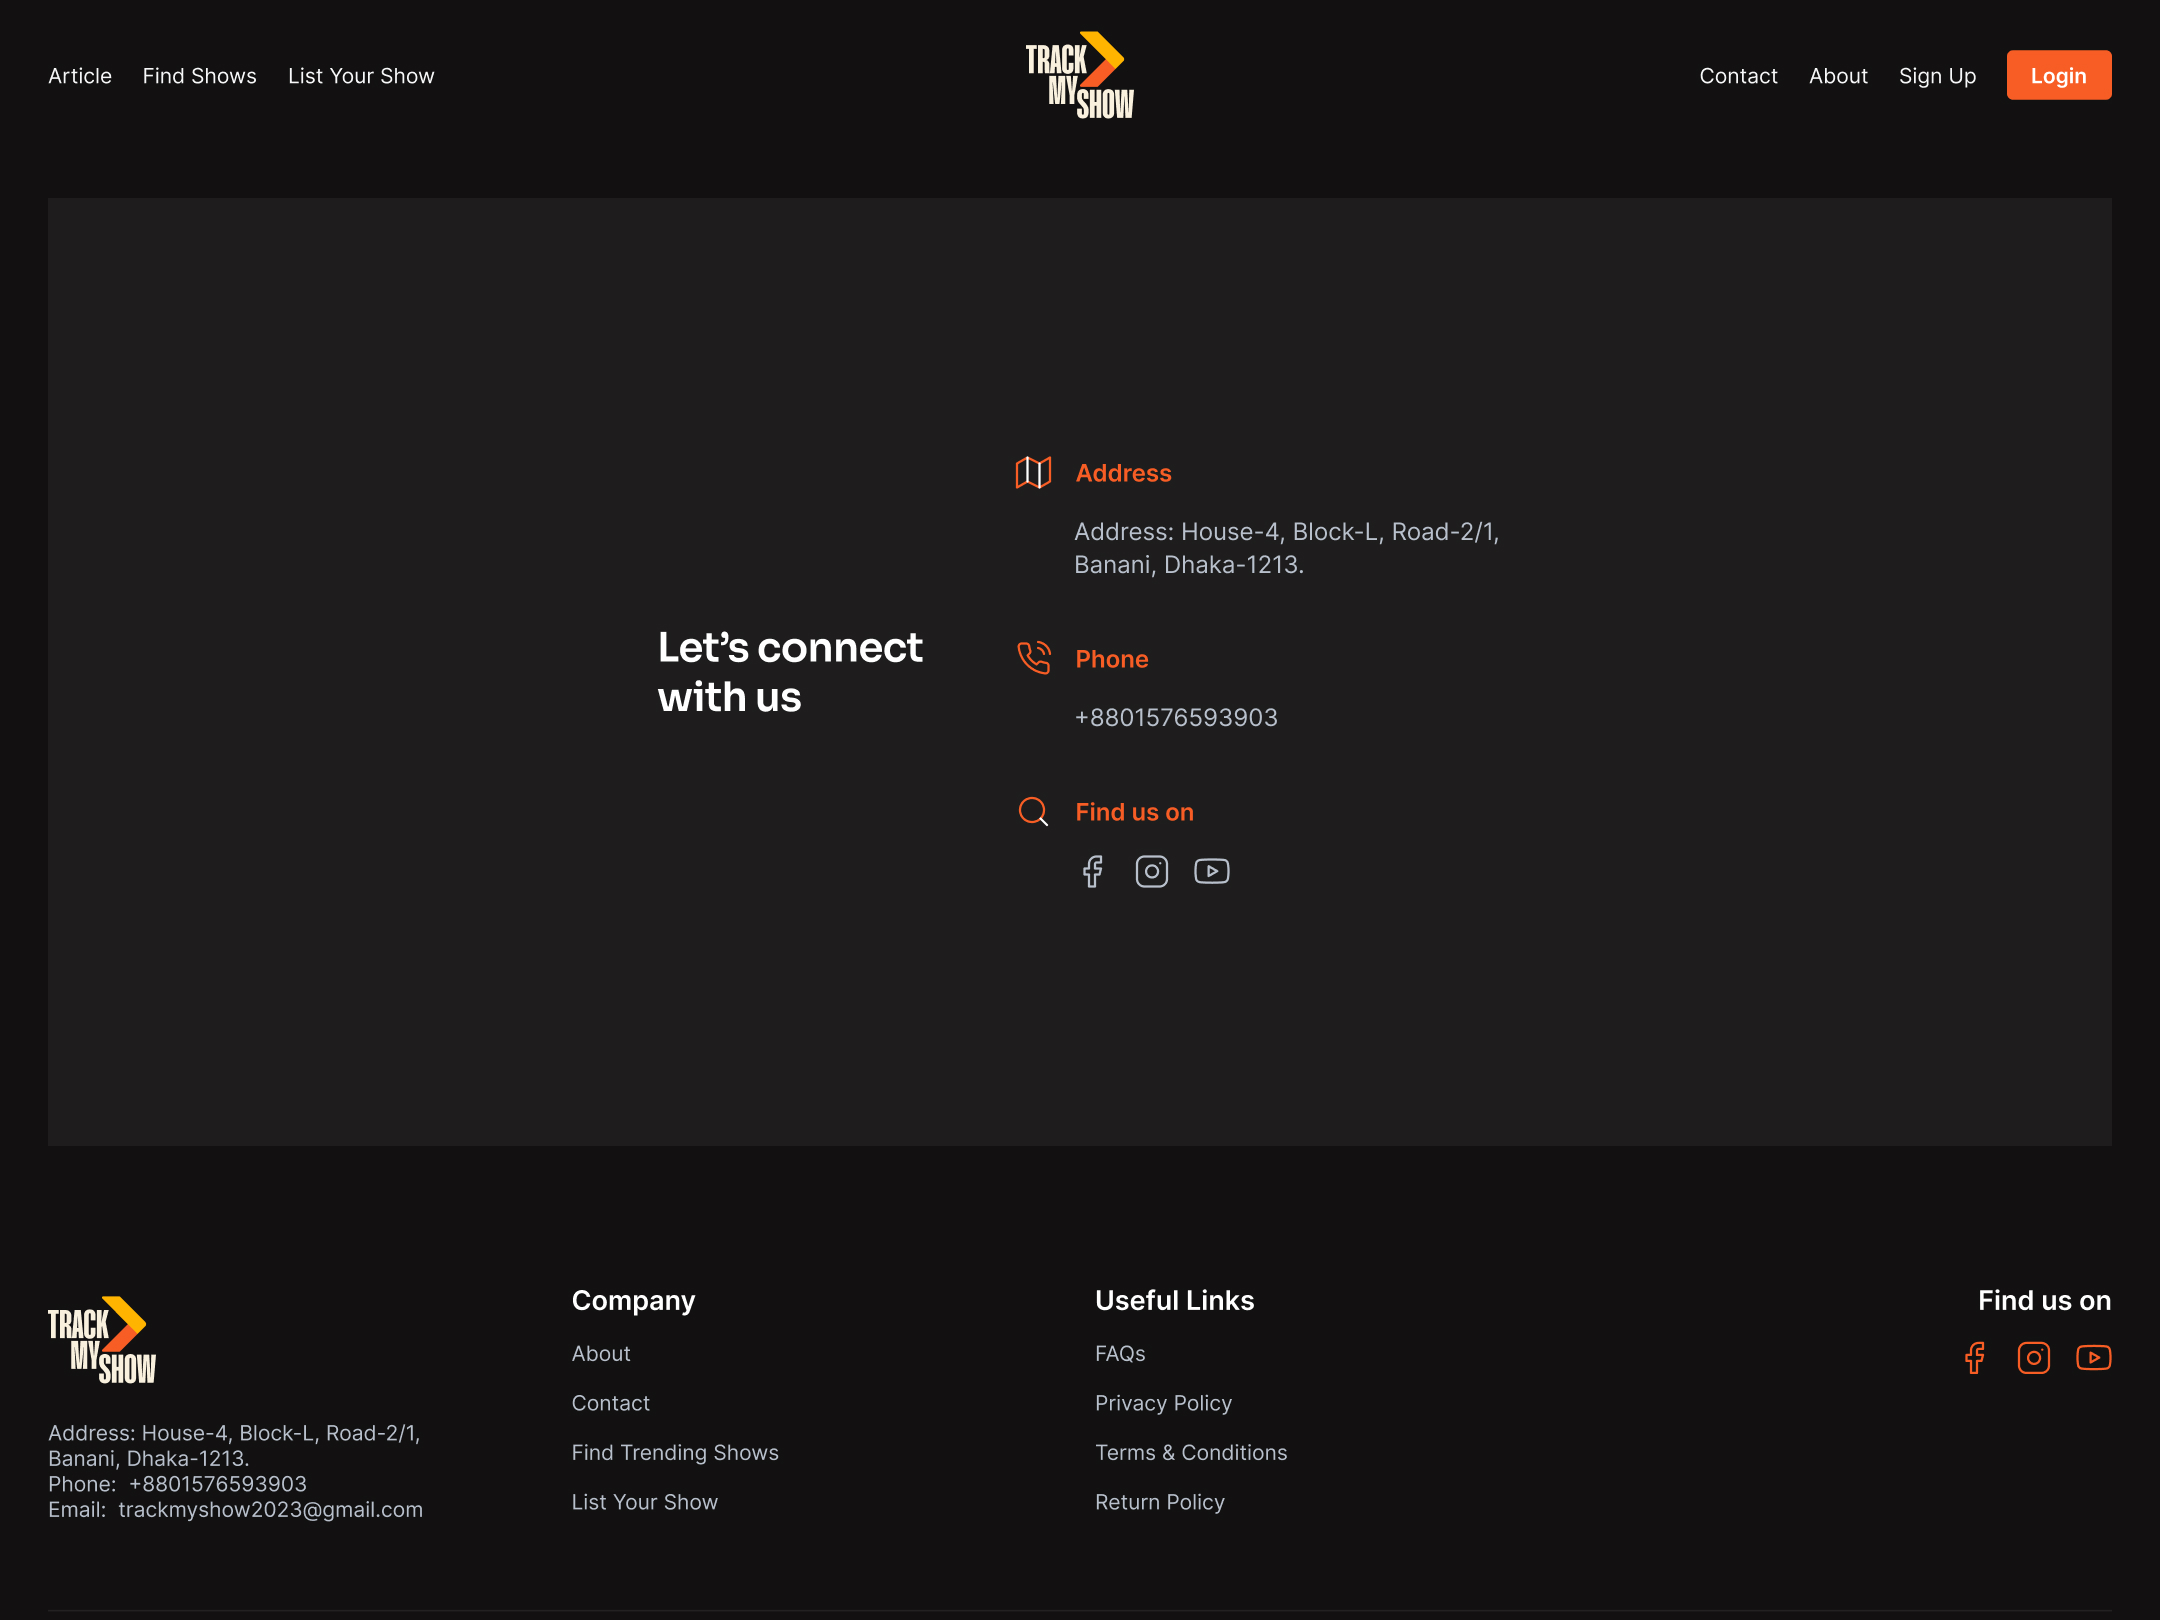 Article
Find Shows
List Your Show
TRACK
MY
SHOW
Contact
About
Sign Up
Login
Let’s connect
with us
Address
Address: House-4, Block-L, Road-2/1,
Banani, Dhaka-1213.
Phone
+8801576593903
Find us on
TRACK
MY
SHOW
Address: House-4, Block-L, Road-2/1,
Banani, Dhaka-1213.
Phone: +8801576593903
Email: trackmyshow2023@gmail.com
Company
About
Contact
Find Trending Shows
List Your Show
Useful Links
FAQs
Privacy Policy
Terms & Conditions
Return Policy
Find us on